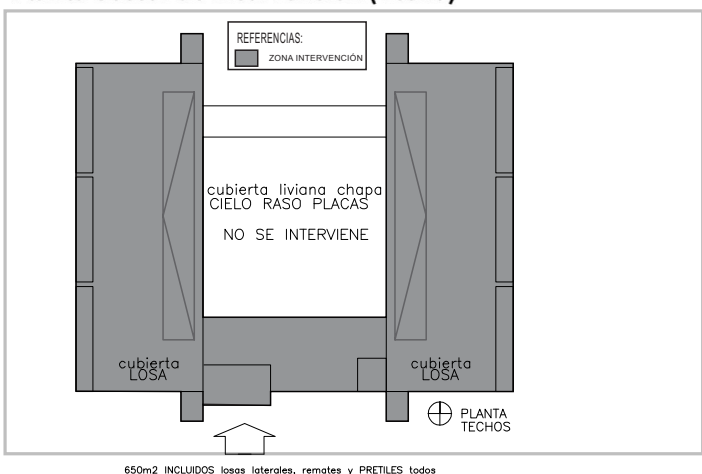 REFERENCIAS:
ZONA INTERVENCIÓN
cubierta liviana chapa
CIELO RASO PLACAS
NO SE INTERVIENE
cubierta
LOSA
cubierta
LOSA
PLANTA
TECHOS
650m2 INCLUIDOS losas laterales, remates y PRETILES todos